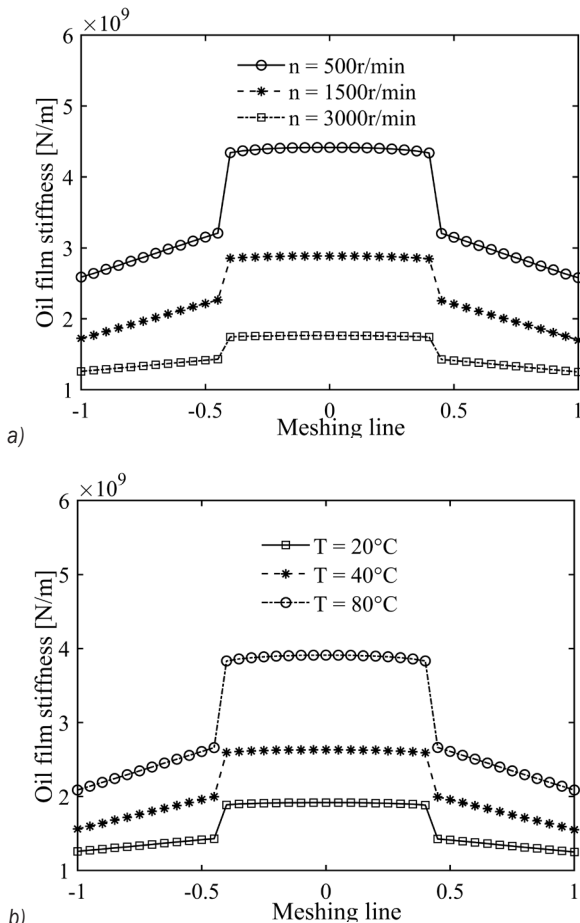 ×10⁹
6
5
4
3
2
1
Oil film stiffness [N/m]
n = 500r/min
n = 1500r/min
n = 3000r/min
-1 -0.5 0 0.5 1
Meshing line
a)
×10⁹
6
5
4
3
2
1
Oil film stiffness [N/m]
T = 20°C
T = 40°C
T = 80°C
-1 -0.5 0 0.5 1
Meshing line
b)